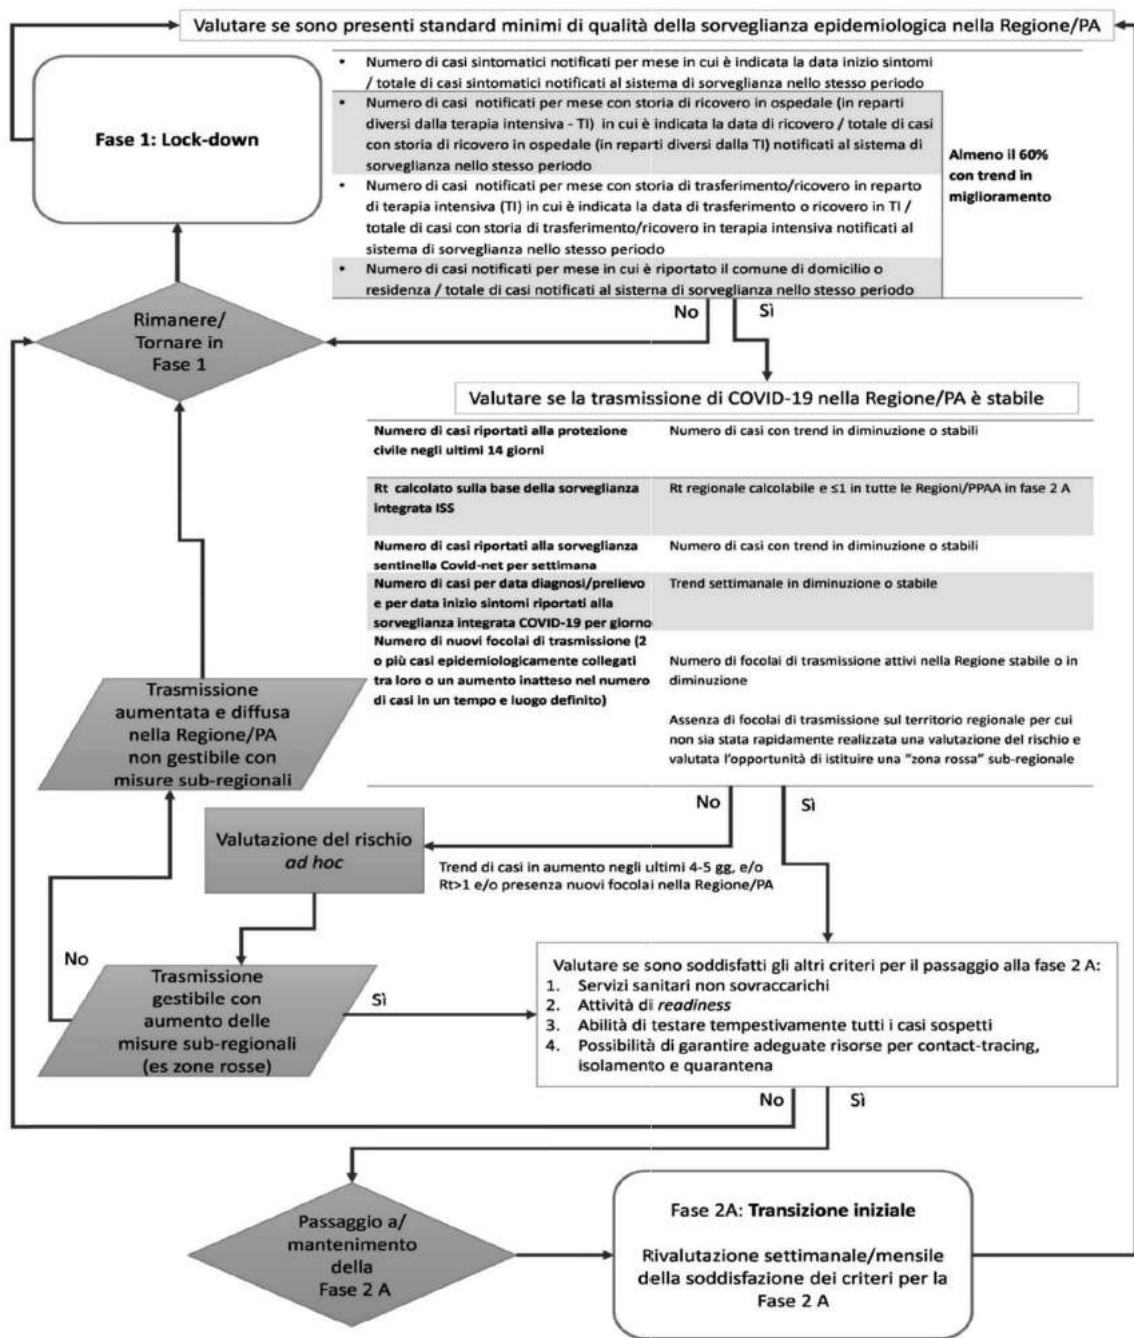 Valutare se sono presenti standard minimi di qualità della sorveglianza epidemiologica nella Regione/PA
Fase 1: Lock-down
• Numero di casi sintomatici notificati per mese in cui è indicata la data inizio sintomi
/ totale di casi sintomatici notificati al sistema di sorveglianza nello stesso periodo
• Numero di casi notificati per mese con storia di ricovero in ospedale (in reparti
diversi dalla terapia intensiva - TI) in cui è indicata la data di ricovero / totale di casi
con storia di ricovero in ospedale (in reparti diversi dalla TI) notificati al sistema di
sorveglianza nello stesso periodo
• Numero di casi notificati per mese con storia di trasferimento/ricovero in reparto
di terapia intensiva (TI) in cui è indicata la data di trasferimento o ricovero in TI /
totale di casi con storia di trasferimento/ricovero in terapia intensiva notificati al
sistema di sorveglianza nello stesso periodo
• Numero di casi notificati per mese in cui è riportato il comune di domicilio o
residenza / totale di casi notificati al sistema di sorveglianza nello stesso periodo
Almeno il 60%
con trend in
miglioramento
No
Sì
Rimanere/
Tornare in
Fase 1
Valutare se la trasmissione di COVID-19 nella Regione/PA è stabile
Numero di casi riportati alla protezione
civile negli ultimi 14 giorni
Numero di casi con trend in diminuzione o stabili
Rt calcolato sulla base della sorveglianza
integrata ISS
Rt regionale calcolabile e ≤1 in tutte le Regioni/PPAA in fase 2 A
Numero di casi riportati alla sorveglianza
sentinella Covid-net per settimana
Numero di casi con trend in diminuzione o stabili
Numero di casi per data diagnosi/prelievo
e per data inizio sintomi riportati alla
sorveglianza integrata COVID-19 per giorno
Trend settimanale in diminuzione o stabile
Numero di nuovi focolai di trasmissione (2
o più casi epidemiologicamente collegati
tra loro o un aumento inatteso nel numero
di casi in un tempo e luogo definito)
Numero di focolai di trasmissione attivi nella Regione stabile o in
diminuzione
Assenza di focolai di trasmissione sul territorio regionale per cui
non sia stata rapidamente realizzata una valutazione del rischio e
valutata l'opportunità di istituire una "zona rossa" sub-regionale
No
Sì
Trasmissione
aumentata e diffusa
nella Regione/PA
non gestibile con
misure sub-regionali
Valutazione del rischio
ad hoc
Trend di casi in aumento negli ultimi 4-5 gg, e/o
Rt>1 e/o presenza nuovi focolai nella Regione/PA
No
Trasmissione
gestibile con
aumento delle
misure sub-regionali
(es zone rosse)
Sì
Valutare se sono soddisfatti gli altri criteri per il passaggio alla fase 2 A:
1. Servizi sanitari non sovraccarichi
2. Attività di readiness
3. Abilità di testare tempestivamente tutti i casi sospetti
4. Possibilità di garantire adeguate risorse per contact-tracing,
isolamento e quarantena
No
Sì
Passaggio a/
mantenimento
della
Fase 2 A
Fase 2A: Transizione iniziale
Rivalutazione settimanale/mensile
della soddisfazione dei criteri per la
Fase 2 A